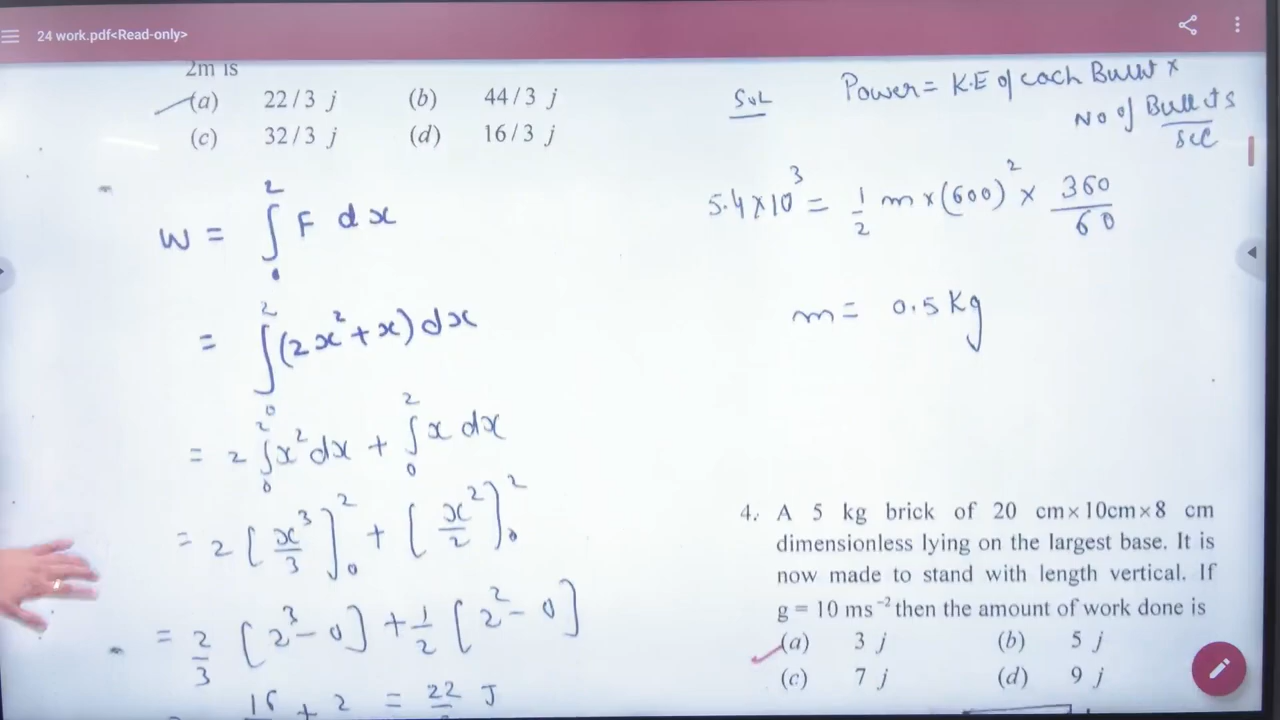 24 work.pdf<Read-only>
2m is
(a) 22/3 j (b) 44/3 j
(c) 32/3 j (d) 16/3 j
W = ∫₀² F dx
= ∫₀² (2x² + x) dx
= 2 ∫₀² x² dx + ∫₀² x dx
= 2 [x³/3]₀² + [x²/2]₀²
= 2/3 [2³ - 0] + 1/2 [2² - 0]
16 + 2 = 22 J
Sol Power = K.E of each Bullet ×
No of Bullets
sec
5.4×10³ = 1/2 m×(600)² × 360/60
m = 0.5 Kg
4. A 5 kg brick of 20 cm×10cm×8 cm
dimensionless lying on the largest base. It is
now made to stand with length vertical. If
g = 10 ms⁻² then the amount of work done is
(a) 3 j (b) 5 j
(c) 7 j (d) 9 j